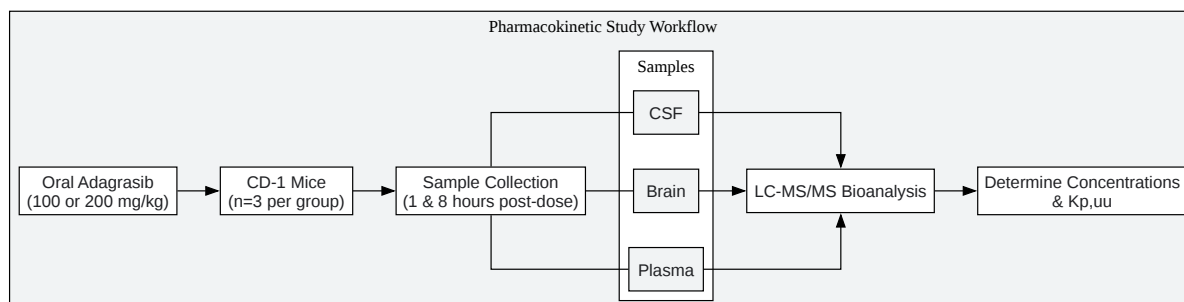 Pharmacokinetic Study Workflow
Samples
CSF
Oral Adagrasib
(100 or 200 mg/kg)
CD-1 Mice
(n=3 per group)
Sample Collection
(1 & 8 hours post-dose)
Brain
LC-MS/MS Bioanalysis
Determine Concentrations
& Kp,uu
Plasma